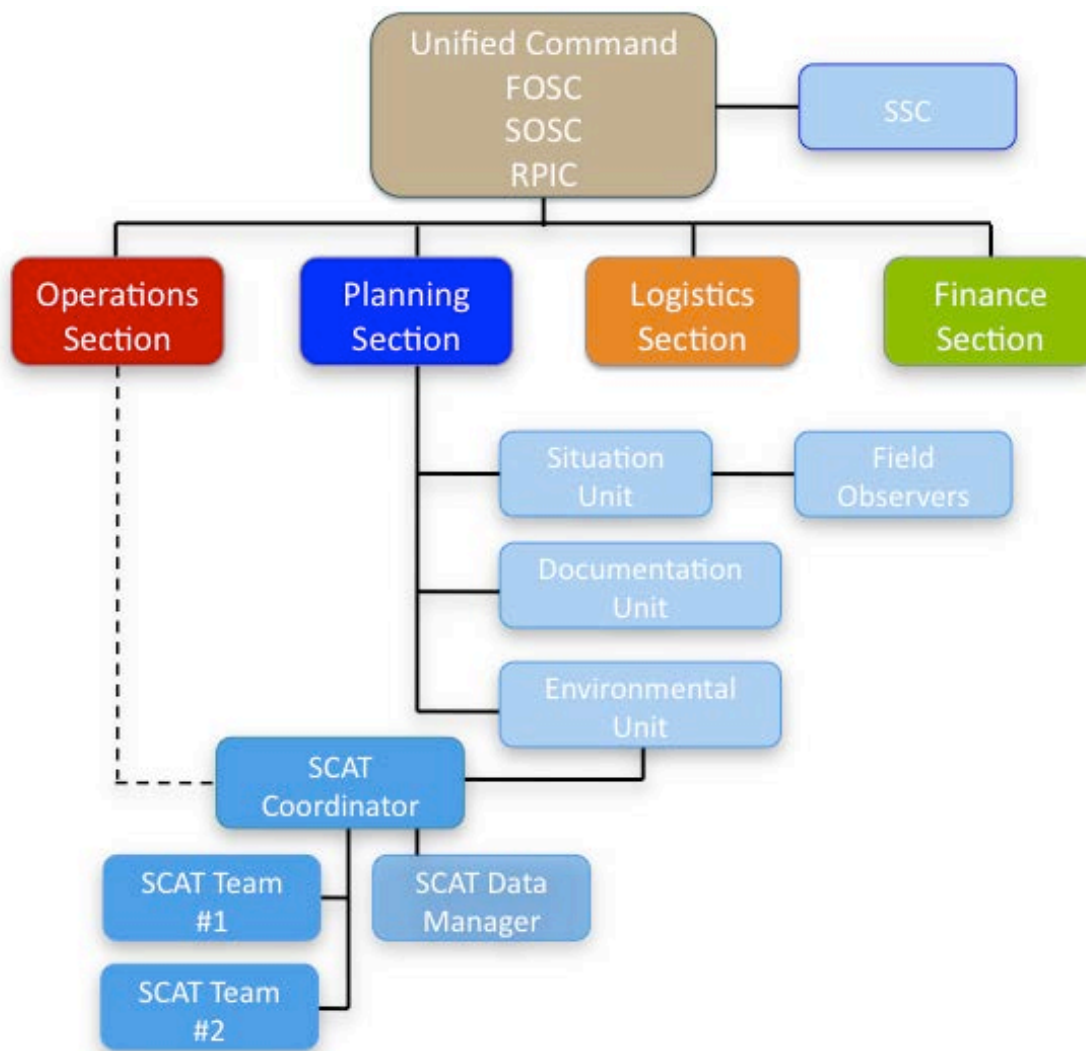 Unified Command
FOSC
SOSC
RPIC
SSC
Operations
Section
Planning
Section
Logistics
Section
Finance
Section
Situation
Unit
Field
Observers
Documentation
Unit
Environmental
Unit
SCAT
Coordinator
SCAT Team
#1
SCAT Data
Manager
SCAT Team
#2